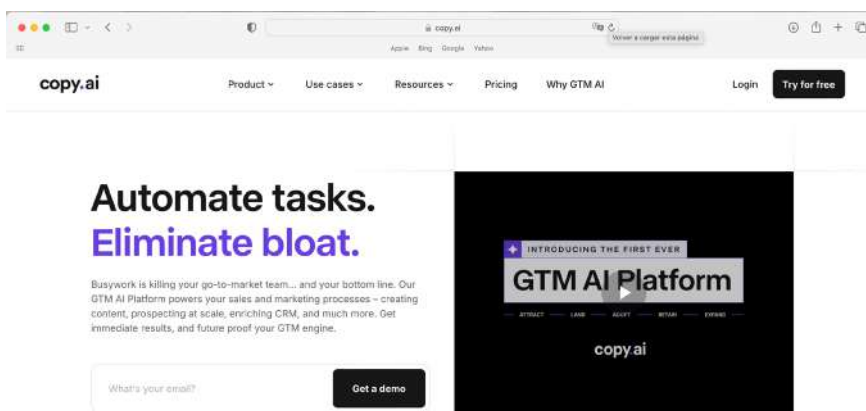 copy.ai
Volver a cargar esta página
Apple Bing Google Yahoo
copy.ai
Product Use cases Resources Pricing Why GTM AI Login Try for free
Automate tasks.
Eliminate bloat.
Busywork is killing your go-to-market team... and your bottom line. Our
GTM AI Platform powers your sales and marketing processes – creating
content, prospecting at scale, enriching CRM, and much more. Get
immediate results, and future proof your GTM engine.
What's your email?
Get a demo
INTRODUCING THE FIRST EVER
GTM AI Platform
ATTRACT — LAND — ADOPT — RETAIN — EXPAND
copy.ai